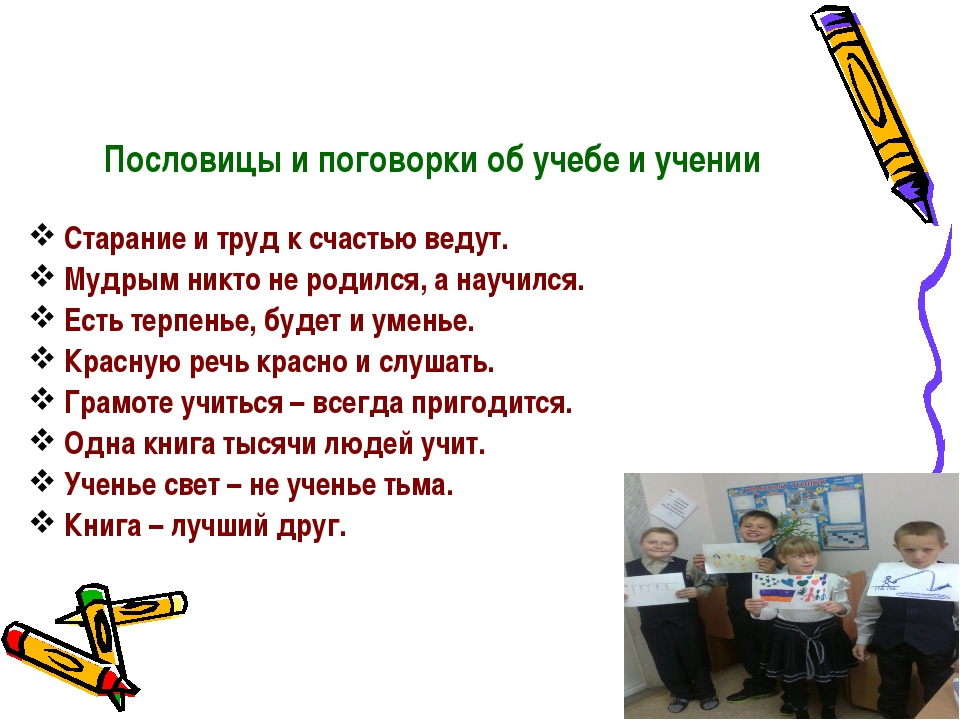 Пословицы и поговорки об учебе и учении
Старание и труд к счастью ведут.
Мудрым никто не родился, а научился.
Есть терпенье, будет и уменье.
Красную речь красно и слушать.
Грамоте учиться – всегда пригодится.
Одна книга тысячи людей учит.
Ученье свет – не ученье тьма.
Книга – лучший друг.